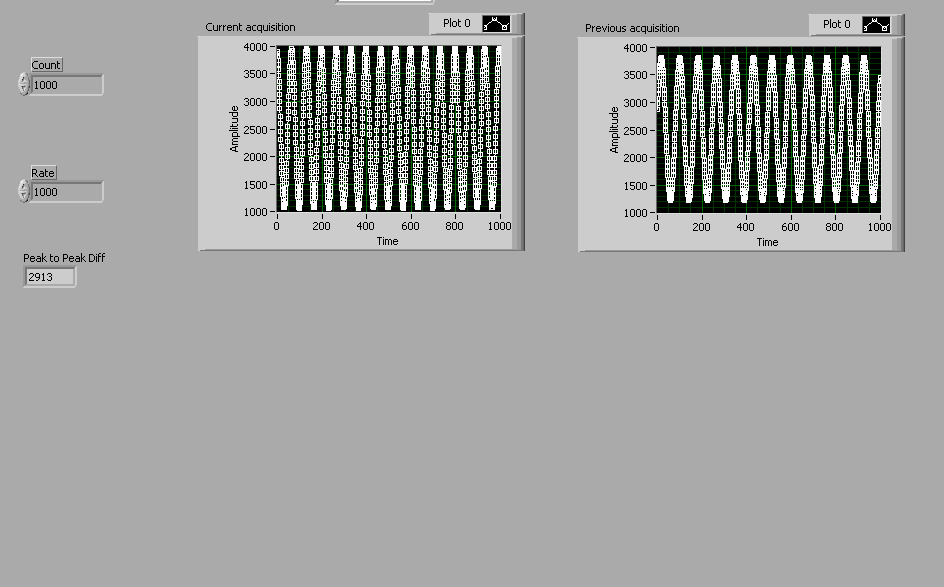 Count
1000
Rate
1000
Peak to Peak Diff
2913
Current acquisition
Plot 0
Amplitude
4000
3500
3000
2500
2000
1500
1000
0 200 400 600 800 1000
Time
Previous acquisition
Plot 0
Amplitude
4000
3500
3000
2500
2000
1500
1000
0 200 400 600 800 1000
Time